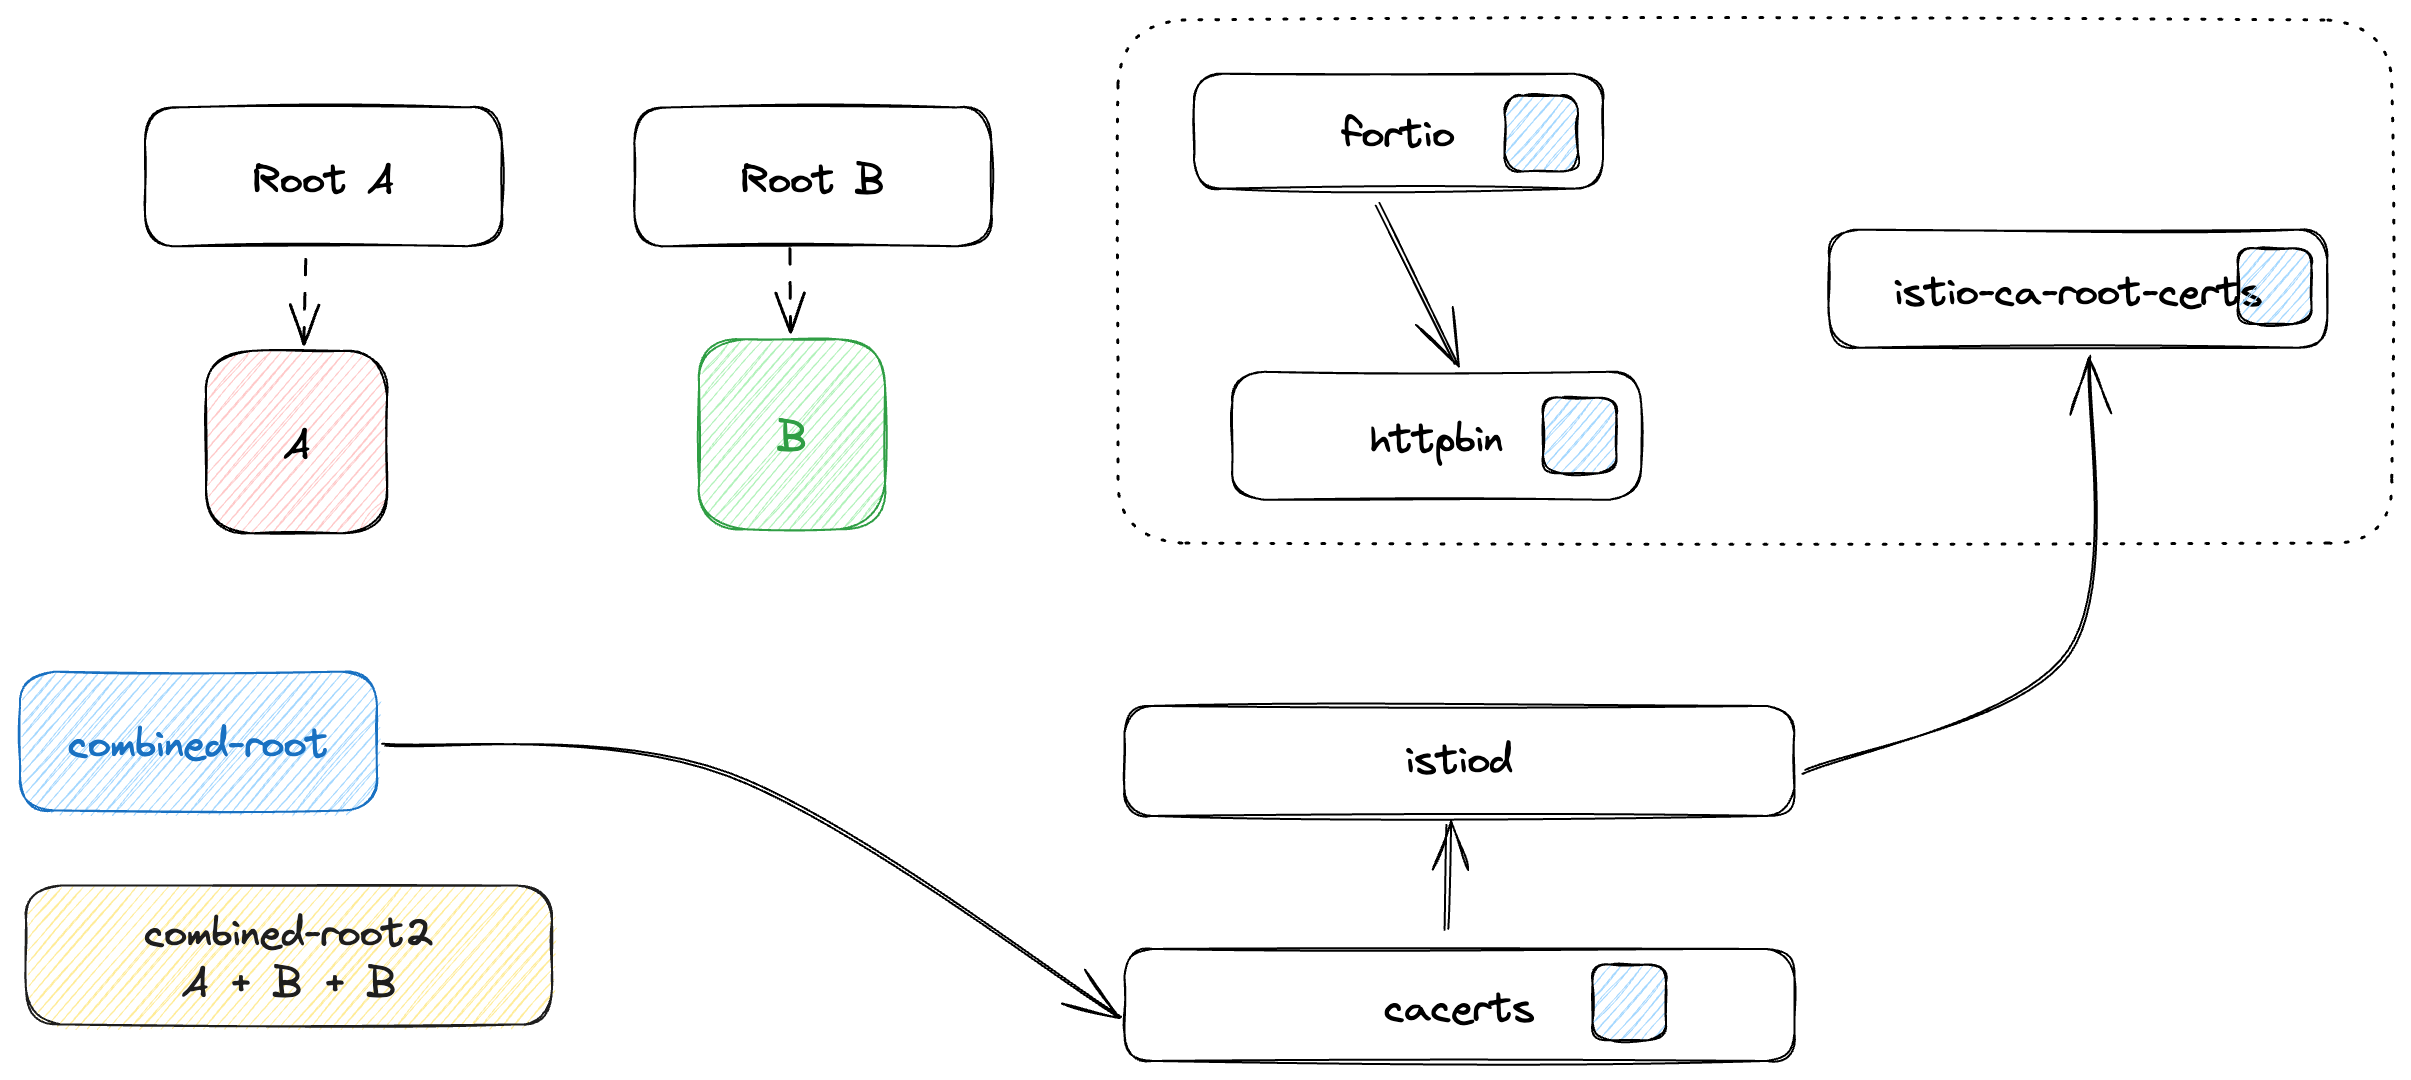 Root A
Root B
fortio
istio-ca-root-certs
A
B
httpbin
combined-root
istiod
combined-root2
A + B + B
cacerts